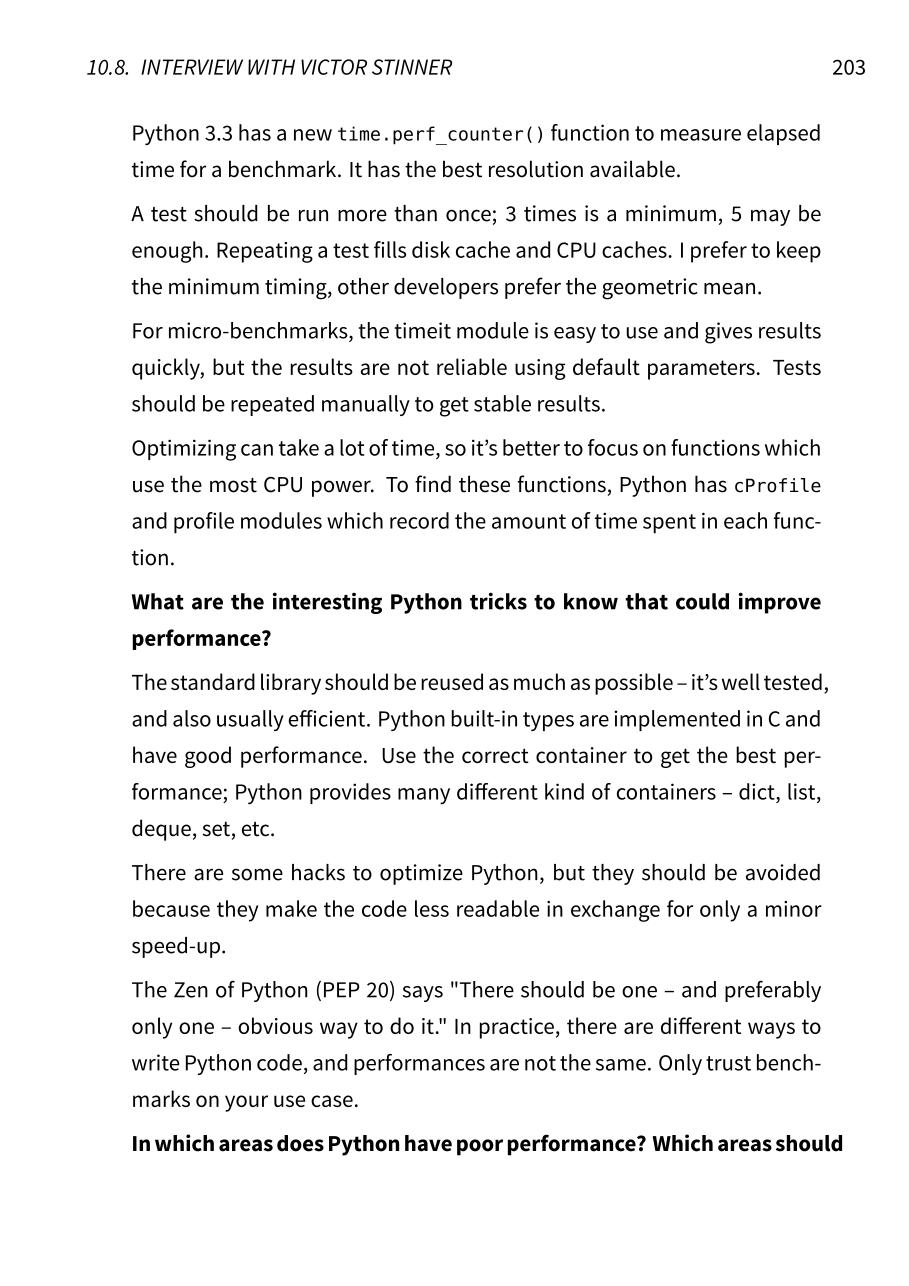 10.8. INTERVIEW WITH VICTOR STINNER 203
Python 3.3 has a new time.perf_counter() function to measure elapsed
time for a benchmark. It has the best resolution available.
A test should be run more than once; 3 times is a minimum, 5 may be
enough. Repeating a test fills disk cache and CPU caches. I prefer to keep
the minimum timing, other developers prefer the geometric mean.
For micro-benchmarks, the timeit module is easy to use and gives results
quickly, but the results are not reliable using default parameters. Tests
should be repeated manually to get stable results.
Optimizing can take a lot of time, so it’s better to focus on functions which
use the most CPU power. To find these functions, Python has cProfile
and profile modules which record the amount of time spent in each func-
tion.
What are the interesting Python tricks to know that could improve
performance?
The standard library should be reused as much as possible – it’s well tested,
and also usually efficient. Python built-in types are implemented in C and
have good performance. Use the correct container to get the best per-
formance; Python provides many different kind of containers – dict, list,
deque, set, etc.
There are some hacks to optimize Python, but they should be avoided
because they make the code less readable in exchange for only a minor
speed-up.
The Zen of Python (PEP 20) says "There should be one – and preferably
only one – obvious way to do it." In practice, there are different ways to
write Python code, and performances are not the same. Only trust bench-
marks on your use case.
In which areas does Python have poor performance? Which areas should